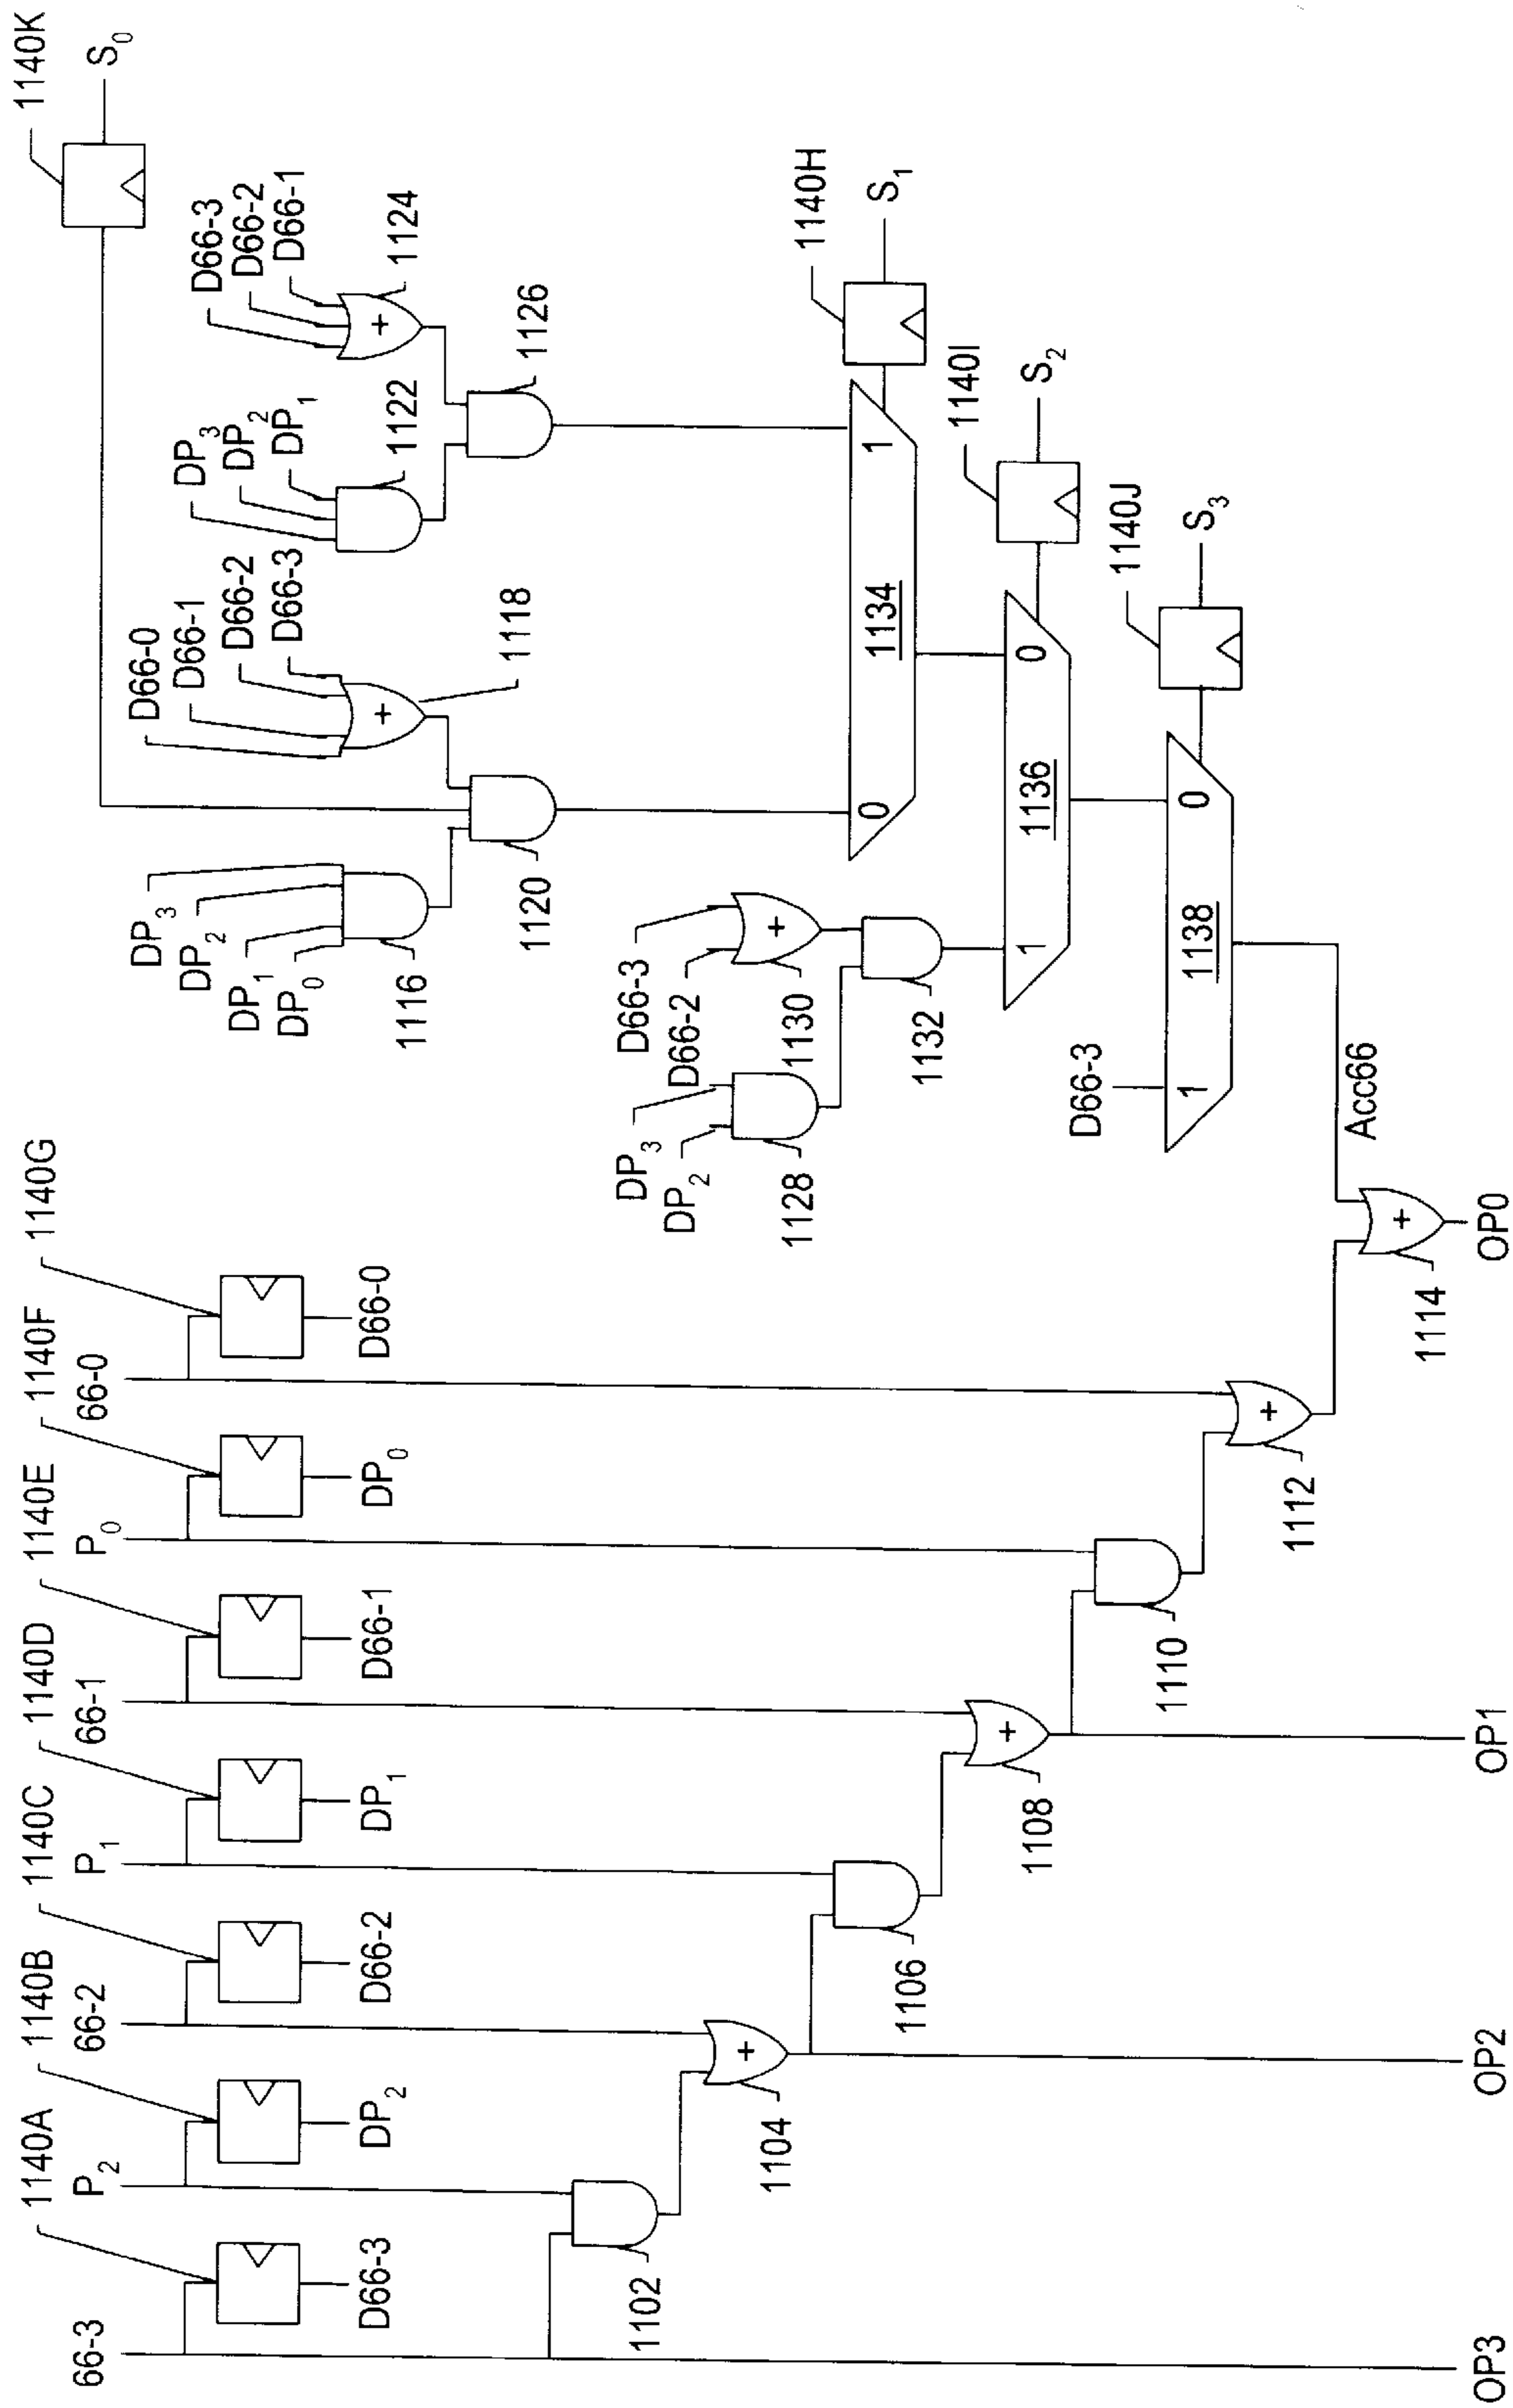 1140A
1140B
1140C
1140D
1140E
1140F
1140G
66-3
P2
66-2
P1
66-1
P0
66-0
D66-3
DP2
D66-2
DP1
D66-1
DP0
D66-0
1102
1104
1106
1108
1110
1112
1114
OP3
OP2
OP1
OP0
1140K
S0
DP3
DP2
DP1
DP0
1116
D66-0
D66-1
D66-2
D66-3
1118
1120
DP3
DP2
DP1
1122
D66-3
D66-2
D66-1
1124
1126
DP3
DP2
1128
D66-3
D66-2
1130
1132
0
1134
1
1140H
S1
1
1136
0
1140I
S2
D66-3
1
1138
0
1140J
S3
Acc66
+
+
+
+
+
+
+